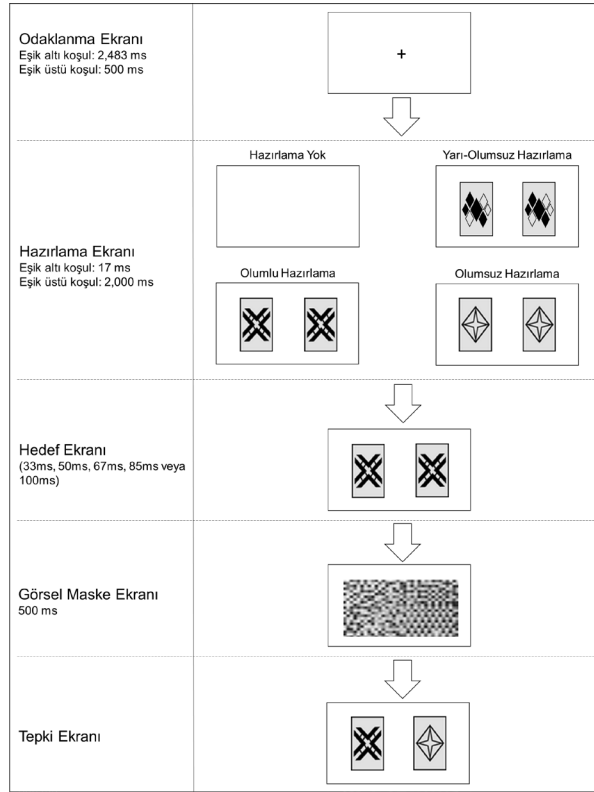 Odaklanma Ekranı
Eşik altı koşul: 2,483 ms
Eşik üstü koşul: 500 ms
+
Hazırlama Yok
Yarı-Olumsuz Hazırlama
Hazırlama Ekranı
Eşik altı koşul: 17 ms
Eşik üstü koşul: 2,000 ms
Olumlu Hazırlama
Olumsuz Hazırlama
Hedef Ekranı
(33ms, 50ms, 67ms, 85ms veya
100ms)
Görsel Maske Ekranı
500 ms
Tepki Ekranı